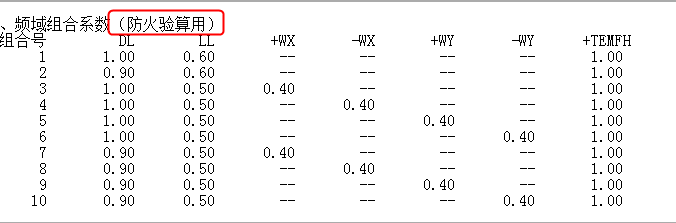 、频域组合系数(防火验算用)
组合号 DL LL +WX -WX +WY -WY +TEMFH
1 1.00 0.60 -- -- -- -- 1.00
2 0.90 0.60 -- -- -- -- 1.00
3 1.00 0.50 0.40 -- -- -- 1.00
4 1.00 0.50 -- 0.40 -- -- 1.00
5 1.00 0.50 -- -- 0.40 -- 1.00
6 1.00 0.50 -- -- -- 0.40 1.00
7 0.90 0.50 0.40 -- -- -- 1.00
8 0.90 0.50 -- 0.40 -- -- 1.00
9 0.90 0.50 -- -- 0.40 -- 1.00
10 0.90 0.50 -- -- -- 0.40 1.00